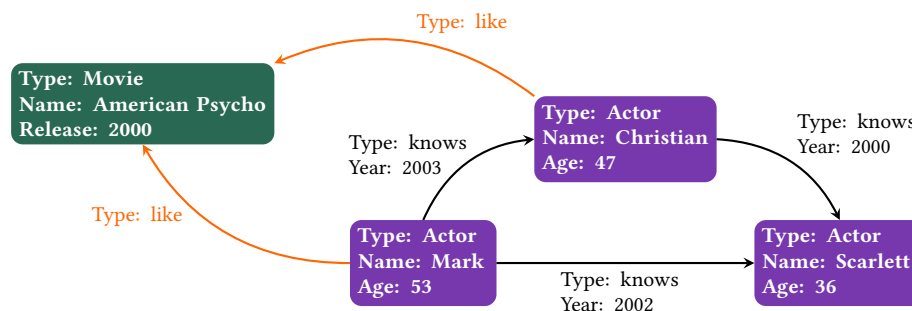 Type: like
Type: Movie
Name: American Psycho
Release: 2000
Type: Actor
Name: Christian
Age: 47
Type: knows
Year: 2000
Type: knows
Year: 2003
Type: like
Type: Actor
Name: Mark
Age: 53
Type: Actor
Name: Scarlett
Age: 36
Type: knows
Year: 2002